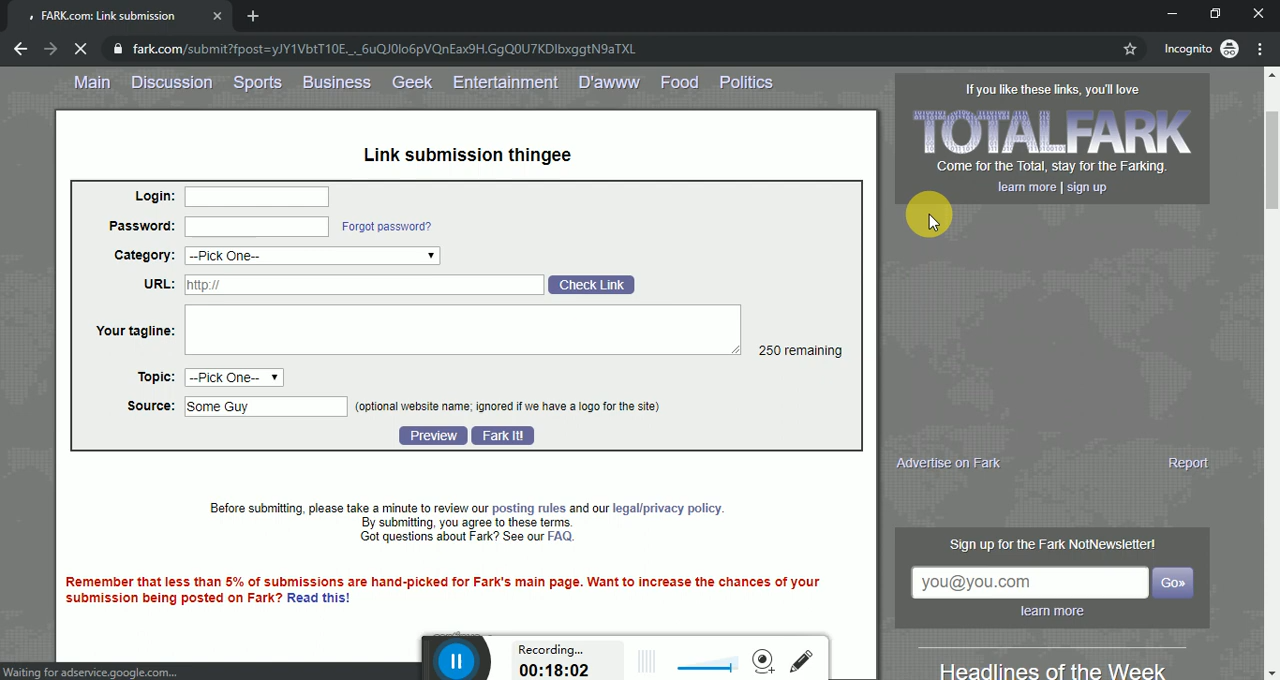 FARK.com: Link submission
fark.com/submit?fpost=yJY1VbtT10E._._6uQJ0lo6pVQnEax9H.GgQ0U7KDlbxggtN9aTXL
Incognito
Main Discussion Sports Business Geek Entertainment D'awww Food Politics
If you like these links, you'll love
TOTALFARK
Come for the Total, stay for the Farking.
learn more | sign up
Link submission thingee
Login:
Password: Forgot password?
Category: --Pick One--
URL: http:// Check Link
Your tagline:
250 remaining
Topic: --Pick One--
Source: Some Guy (optional website name; ignored if we have a logo for the site)
Preview Fark It!
Advertise on Fark Report
Before submitting, please take a minute to review our posting rules and our legal/privacy policy.
By submitting, you agree to these terms.
Got questions about Fark? See our FAQ.
Sign up for the Fark NotNewsletter!
you@you.com Go»
learn more
Remember that less than 5% of submissions are hand-picked for Fark's main page. Want to increase the chances of your
submission being posted on Fark? Read this!
Recording...
00:18:02
Headlines of the Week
Waiting for adservice.google.com...